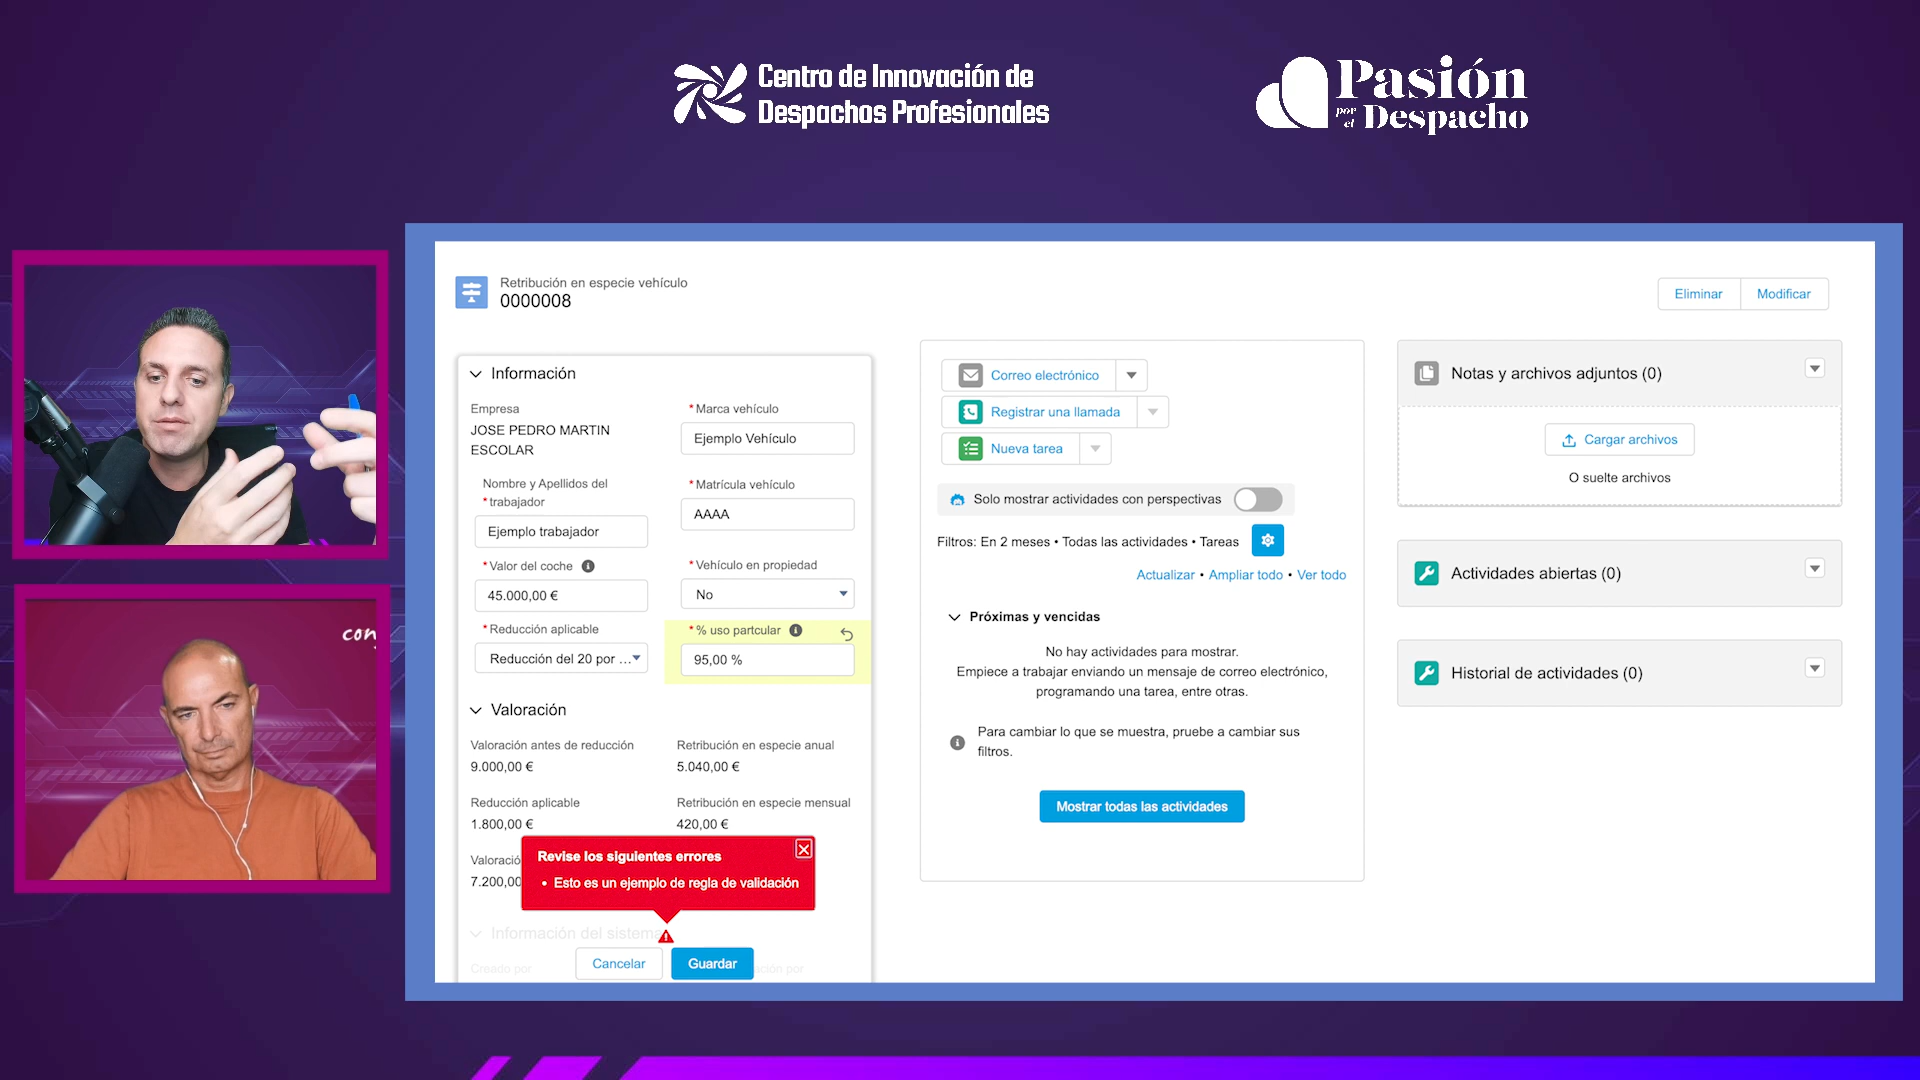 Centro de Innovación de
Despachos Profesionales
Pasión
por el Despacho
Retribución en especie vehículo
0000008
Eliminar
Modificar
Información
Empresa
JOSE PEDRO MARTIN
ESCOLAR
*Marca vehículo
Ejemplo Vehículo
Nombre y Apellidos del
*trabajador
Ejemplo trabajador
*Matrícula vehículo
AAAA
*Valor del coche
45.000,00 €
*Vehículo en propiedad
No
*Reducción aplicable
Reducción del 20 por ...
*% uso partcular
95,00 %
Valoración
Valoración antes de reducción
9.000,00 €
Retribución en especie anual
5.040,00 €
Reducción aplicable
1.800,00 €
Retribución en especie mensual
420,00 €
Valoració
7.200,00
Revise los siguientes errores
• Esto es un ejemplo de regla de validación
Información del sistema
Creado por
ción por
Cancelar
Guardar
Correo electrónico
Registrar una llamada
Nueva tarea
Solo mostrar actividades con perspectivas
Filtros: En 2 meses • Todas las actividades • Tareas
Actualizar • Ampliar todo • Ver todo
Próximas y vencidas
No hay actividades para mostrar.
Empiece a trabajar enviando un mensaje de correo electrónico,
programando una tarea, entre otras.
Para cambiar lo que se muestra, pruebe a cambiar sus
filtros.
Mostrar todas las actividades
Notas y archivos adjuntos (0)
Cargar archivos
O suelte archivos
Actividades abiertas (0)
Historial de actividades (0)
con